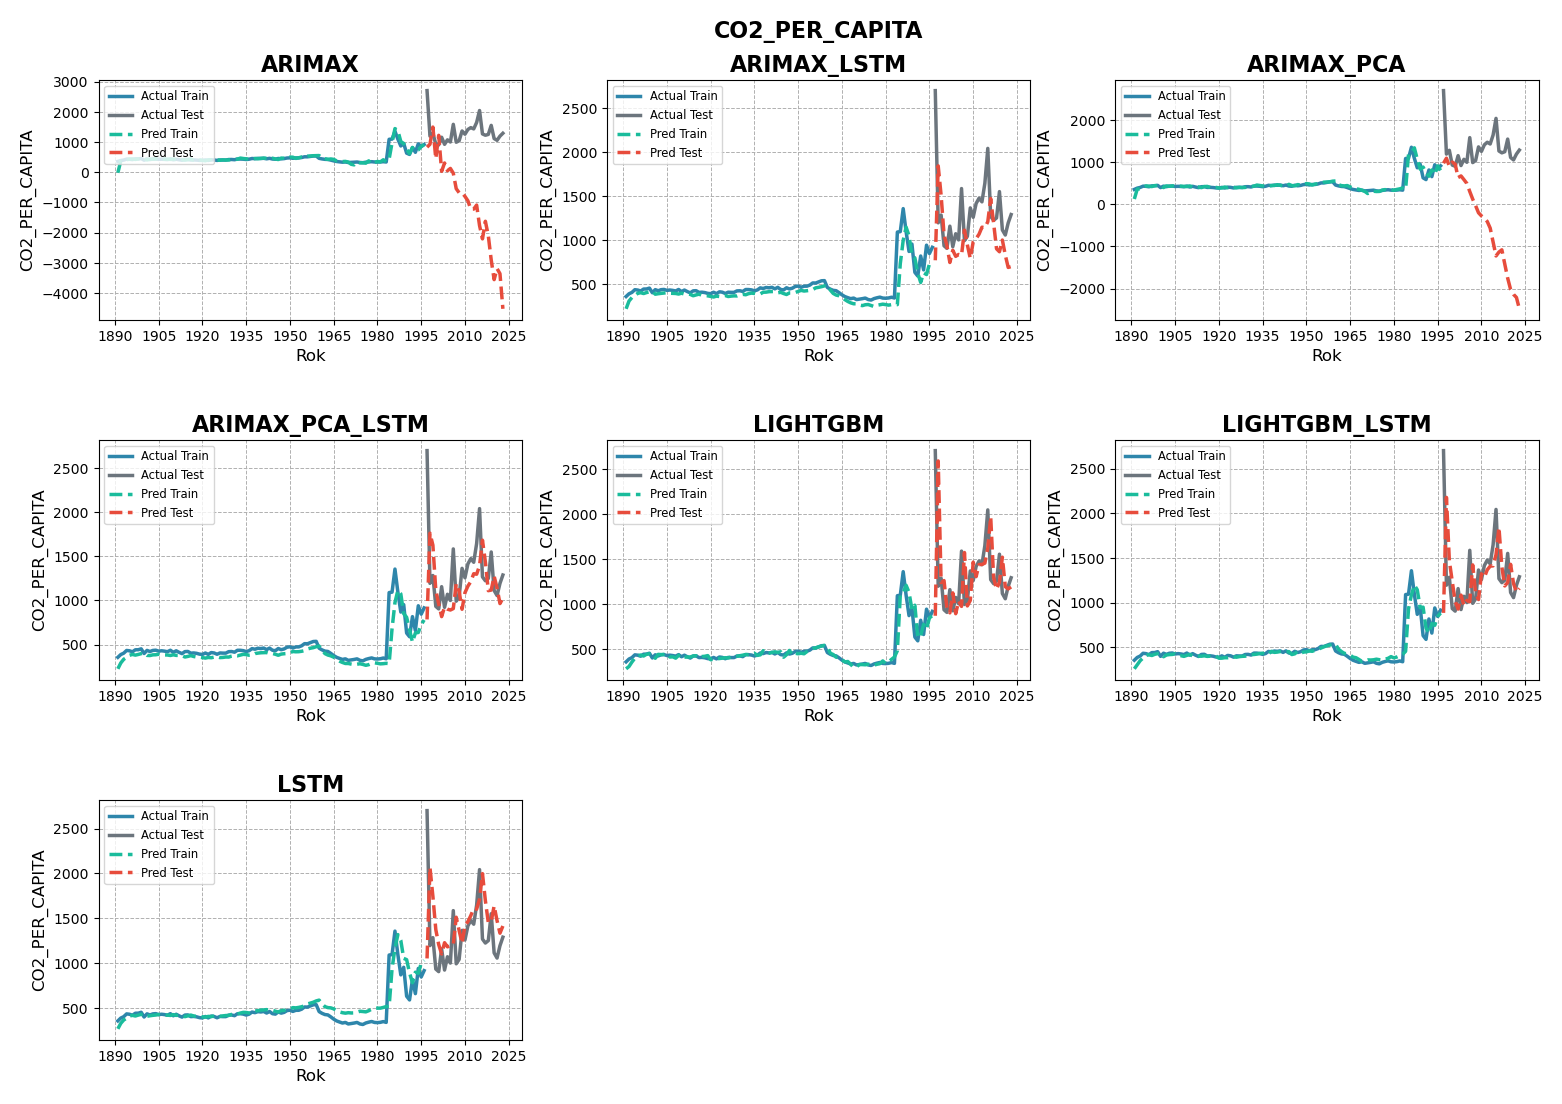 CO2_PER_CAPITA
ARIMAX
CO2_PER_CAPITA
3000
2000
1000
0
−1000
−2000
−3000
−4000
Actual Train
Actual Test
Pred Train
Pred Test
1890 1905 1920 1935 1950 1965 1980 1995 2010 2025
Rok
ARIMAX_LSTM
CO2_PER_CAPITA
2500
2000
1500
1000
500
Actual Train
Actual Test
Pred Train
Pred Test
1890 1905 1920 1935 1950 1965 1980 1995 2010 2025
Rok
ARIMAX_PCA
CO2_PER_CAPITA
2000
1000
0
−1000
−2000
Actual Train
Actual Test
Pred Train
Pred Test
1890 1905 1920 1935 1950 1965 1980 1995 2010 2025
Rok
ARIMAX_PCA_LSTM
CO2_PER_CAPITA
2500
2000
1500
1000
500
Actual Train
Actual Test
Pred Train
Pred Test
1890 1905 1920 1935 1950 1965 1980 1995 2010 2025
Rok
LIGHTGBM
CO2_PER_CAPITA
2500
2000
1500
1000
500
Actual Train
Actual Test
Pred Train
Pred Test
1890 1905 1920 1935 1950 1965 1980 1995 2010 2025
Rok
LIGHTGBM_LSTM
CO2_PER_CAPITA
2500
2000
1500
1000
500
Actual Train
Actual Test
Pred Train
Pred Test
1890 1905 1920 1935 1950 1965 1980 1995 2010 2025
Rok
LSTM
CO2_PER_CAPITA
2500
2000
1500
1000
500
Actual Train
Actual Test
Pred Train
Pred Test
1890 1905 1920 1935 1950 1965 1980 1995 2010 2025
Rok